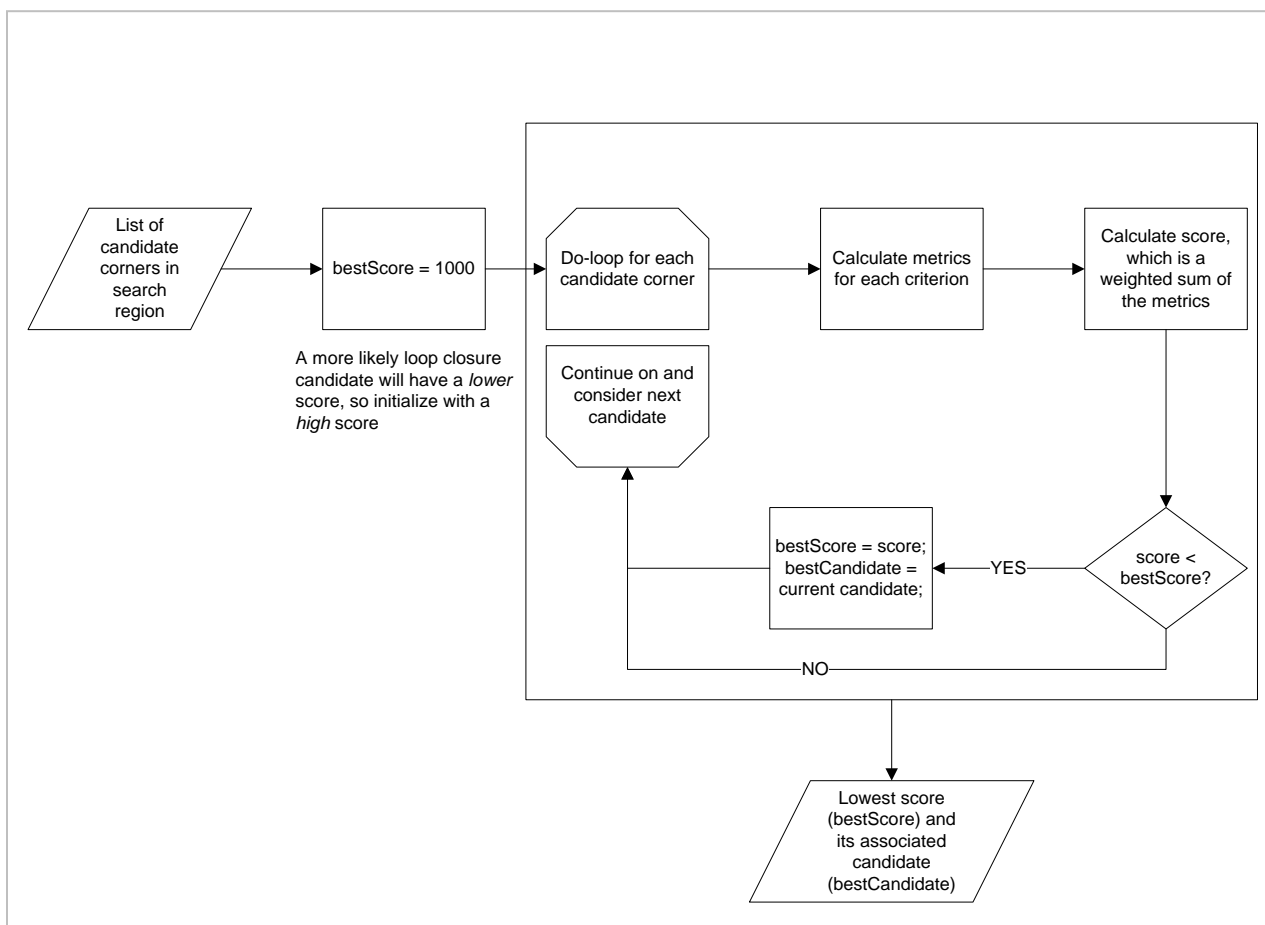 List of
candidate
corners in
search
region
bestScore = 1000
A more likely loop closure
candidate will have a lower
score, so initialize with a
high score
Do-loop for each
candidate corner
Calculate metrics
for each criterion
Calculate score,
which is a
weighted sum of
the metrics
Continue on and
consider next
candidate
bestScore = score;
bestCandidate =
current candidate;
YES
score <
bestScore?
NO
Lowest score
(bestScore) and
its associated
candidate
(bestCandidate)